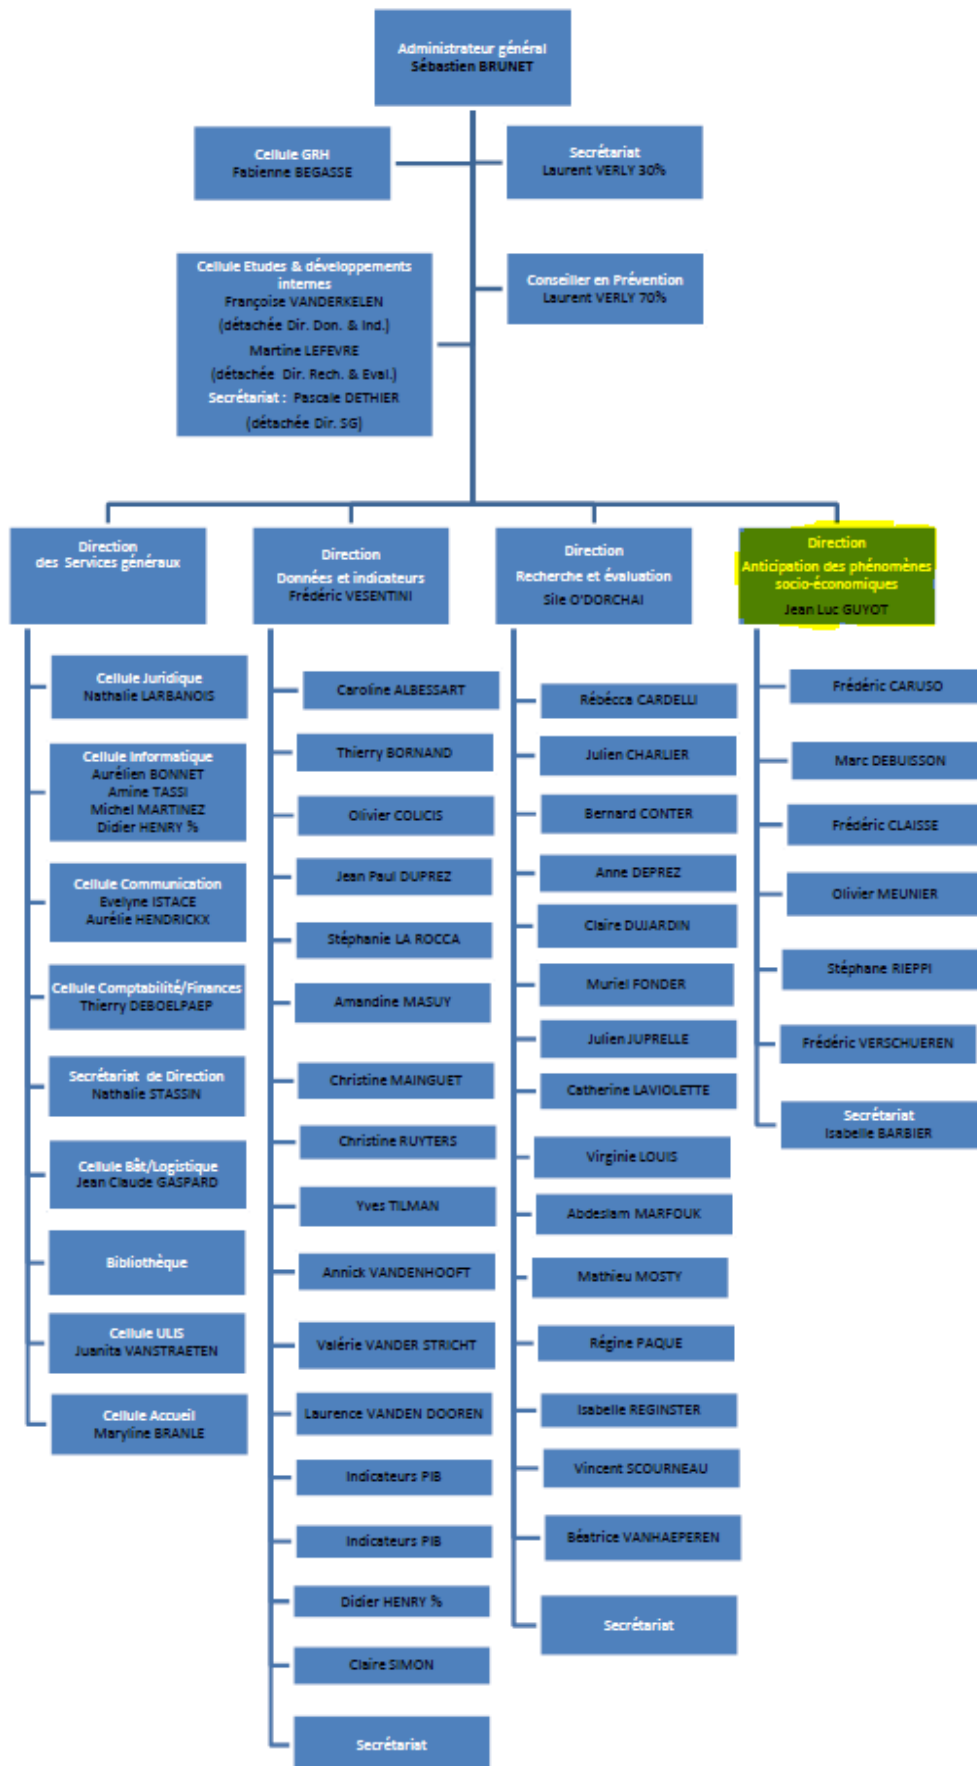 Administrateur général
Sébastien BRUNET
Cellule GRH
Fabienne BEGASSE
Secrétariat
Laurent VERLY 30%
Cellule Etudes & développements
internes
Françoise VANDERKELEN
(détachée Dir. Don. & Ind.)
Martine LEFEVRE
(détachée Dir. Rech. & Eval.)
Secrétariat : Pascale DETHIER
(détachée Dir. SG)
Conseiller en Prévention
Laurent VERLY 70%
Direction
des Services généraux
Cellule Juridique
Nathalie LARBANOIS
Cellule Informatique
Aurélien BONNET
Amine TASSI
Michel MARTINEZ
Didier HENRY %
Cellule Communication
Evelyne ISTACE
Aurélie HENDRICKX
Cellule Comptabilité/Finances
Thierry DEBOELPAEP
Secrétariat de Direction
Nathalie STASSIN
Cellule Bât/Logistique
Jean Claude GASPARD
Bibliothèque
Cellule ULIS
Juanita VANSTRAETEN
Cellule Accueil
Maryline BRANLE
Direction
Données et indicateurs
Frédéric VESENTINI
Caroline ALBESSART
Thierry BORNAND
Olivier COLICIS
Jean Paul DUPREZ
Stéphanie LA ROCCA
Amandine MASUY
Christine MAINGUET
Christine RUYTERS
Yves TILMAN
Annick VANDENHOOFT
Valérie VANDER STRICHT
Laurence VANDEN DOOREN
Indicateurs PIB
Indicateurs PIB
Didier HENRY %
Claire SIMON
Secrétariat
Direction
Recherche et évaluation
Sile O'DORCHAI
Rébécca CARDELLI
Julien CHARLIER
Bernard CONTER
Anne DEPREZ
Claire DUJARDIN
Muriel FONDER
Julien JUPRELLE
Catherine LAVIOLETTE
Virginie LOUIS
Abdeslam MARFOUK
Mathieu MOSTY
Régine PAQUE
Isabelle REGINSTER
Vincent SCOURNEAU
Béatrice VANHAEPEREN
Secrétariat
Direction
Anticipation des phénomènes
socio-économiques
Jean Luc GUYOT
Frédéric CARUSO
Marc DEBUISSON
Frédéric CLAISSE
Olivier MEUNIER
Stéphane RIEPPI
Frédéric VERSCHUEREN
Secrétariat
Isabelle BARBIER